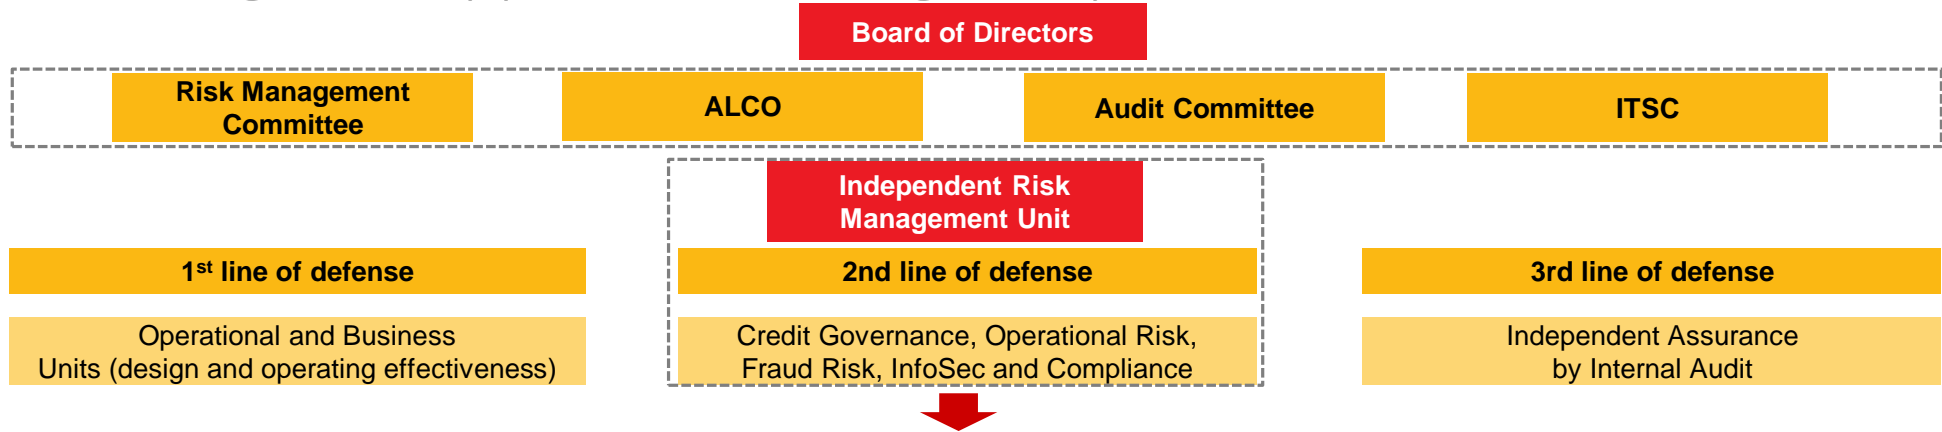 Board of Directors
Risk Management
Committee
ALCO
Audit Committee
ITSC
Independent Risk
Management Unit
1st line of defense
2nd line of defense
3rd line of defense
Operational and Business
Units (design and operating effectiveness)
Credit Governance, Operational Risk,
Fraud Risk, InfoSec and Compliance
Independent Assurance
by Internal Audit